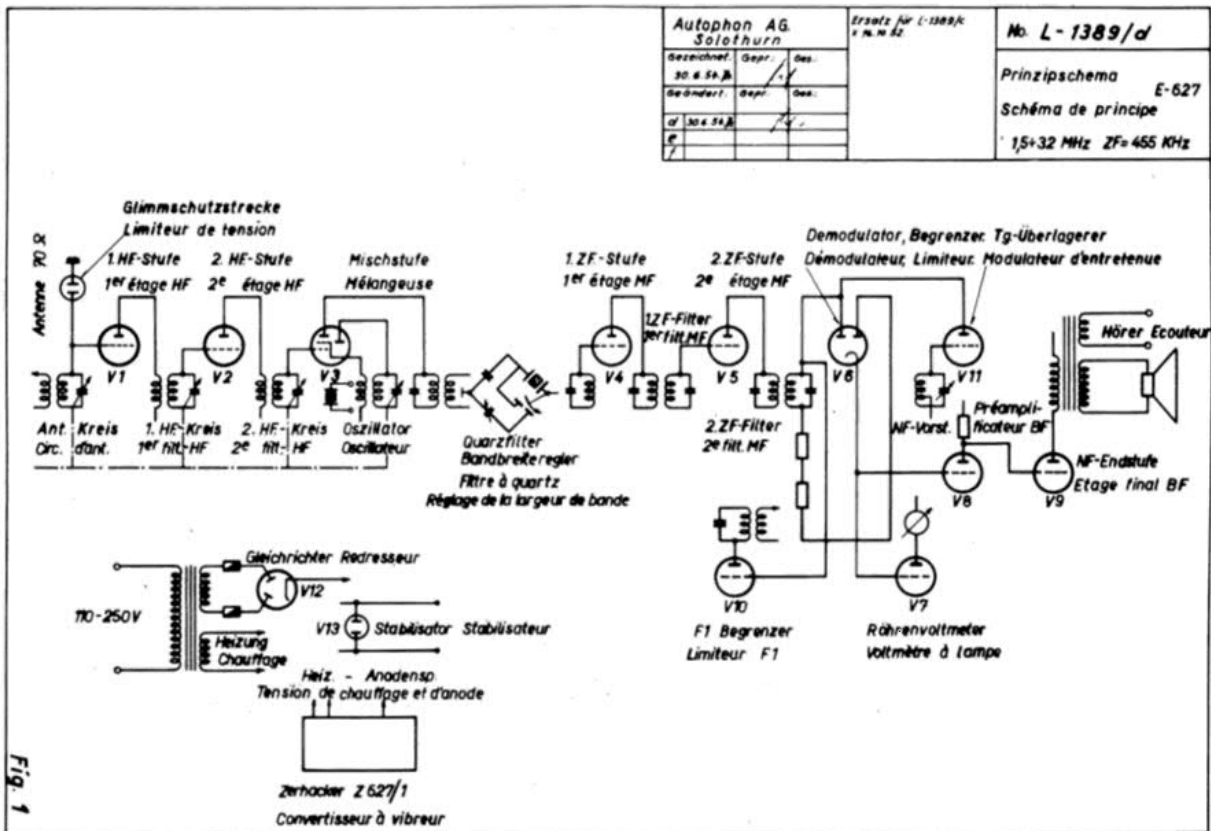 Autophon AG.
Solothurn
Gezeichnet:
Gepr.:
Ges.:
30.6.54.
Geändert:
Gepr.
Ges.:
d
30.6.54.
e
f
Ersatz für L-1389/c
No. L-1389/d
Prinzipschema
E-627
Schéma de principe
1,5÷32 MHz ZF=455 KHz
Glimmschutzstrecke
Limiteur de tension
Antenne
1. HF-Stufe
1er étage HF
2. HF-Stufe
2e étage HF
Mischstufe
Mélangeuse
1. ZF-Stufe
1er étage MF
2. ZF-Stufe
2e étage MF
1.ZF-Filter
1er filt.MF
Demodulator, Begrenzer. Tg-Überlagerer
Démodulateur, Limiteur. Modulateur d'entretenue
Hörer Ecouteur
V1
V2
V3
V4
V5
V6
V11
Ant. Kreis
Circ. d'ant.
1. HF-Kreis
1er filt.-HF
2. HF-Kreis
2e filt.-HF
Oszillator
Oscillateur
Quarzfilter
Bandbreiteregler
Filtre à quartz
Réglage de la largeur de bande
2.ZF-Filter
2e filt.MF
NF-Vorst.
Préampli-
ficateur BF
V8
V9
NF-Endstufe
Etage final BF
V10
V7
F1 Begrenzer
Limiteur F1
Röhrenvoltmeter
Voltmètre à lampe
Gleichrichter Redresseur
V12
110-250V
Heizung
Chauffage
V13
Stabilisator Stabilisateur
Heiz. - Anodensp.
Tension de chauffage et d'anode
Zerhacker Z 627/1
Convertisseur à vibreur
Fig. 1